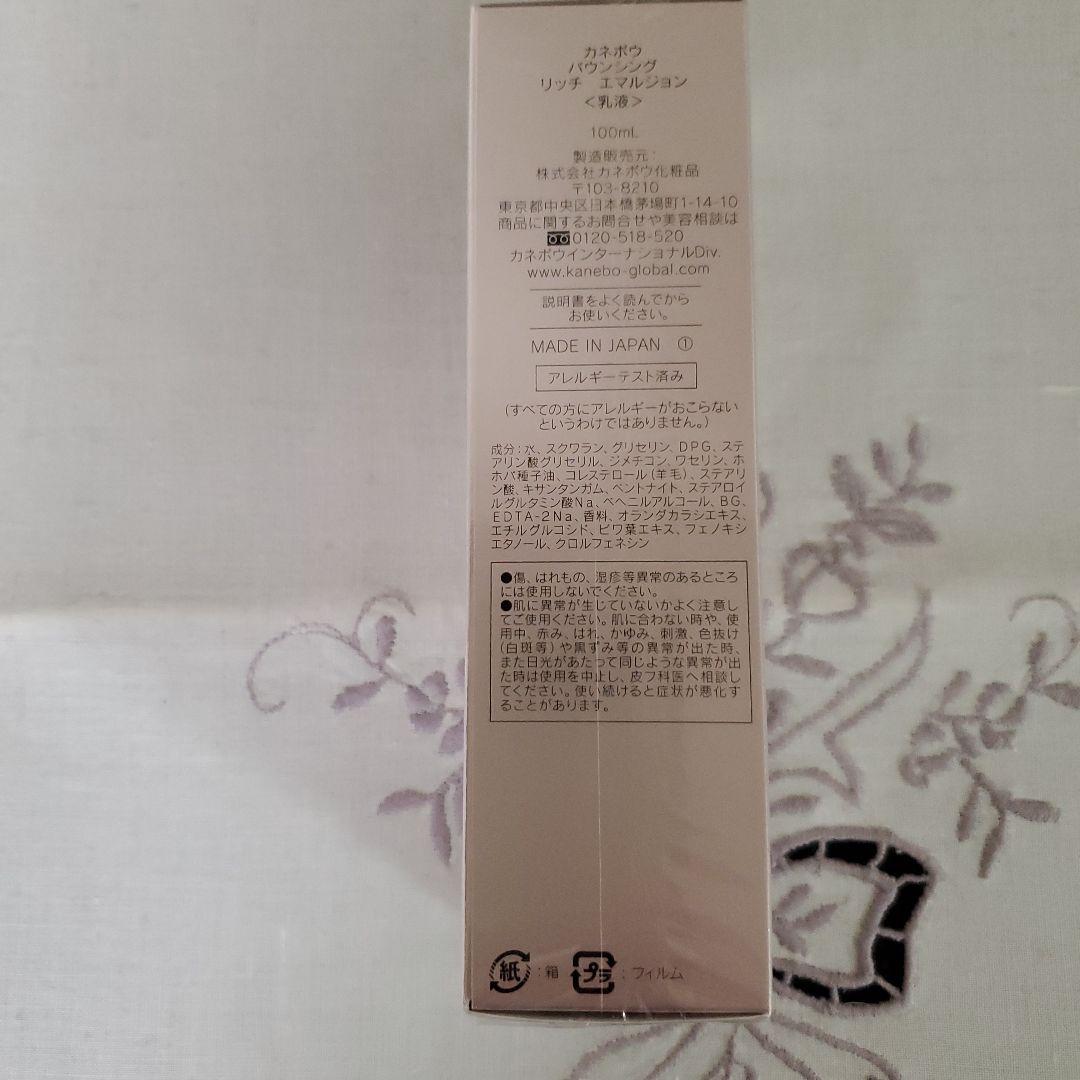 カネボウ
バウンシング
リッチ エマルジョン
<乳液>
100mL
製造販売元:
株式会社カネボウ化粧品
〒103-8210
東京都中央区日本橋茅場町1-14-10
商品に関するお問合せや美容相談は
0120-518-520
カネボウインターナショナルDiv.
www.kanebo-global.com
説明書をよく読んでから
お使いください。
MADE IN JAPAN ①
アレルギーテスト済み
(すべての方にアレルギーがおこらない
というわけではありません。)
成分:水、スクワラン、グリセリン、DPG、ステ
アリン酸グリセリル、ジメチコン、ワセリン、ホ
ホバ種子油、コレステロール(羊毛)、ステアリ
ン酸、キサンタンガム、ベントナイト、ステアロイ
ルグルタミン酸Na、ベヘニルアルコール、BG、
EDTA-2Na、香料、オランダカラシエキス、
エチルグルコシド、ビワ葉エキス、フェノキシ
エタノール、クロルフェネシン
●傷、はれもの、湿疹等異常のあるところ
には使用しないでください。
●肌に異常が生じていないかよく注意し
てご使用ください。肌に合わない時や、使
用中、赤み、はれ、かゆみ、刺激、色抜け
(白斑等)や黒ずみ等の異常が出た時、
また日光があたって同じような異常が出
た時は使用を中止し、皮フ科医へ相談し
てください。使い続けると症状が悪化す
ることがあります。
紙:箱 プラ:フィルム